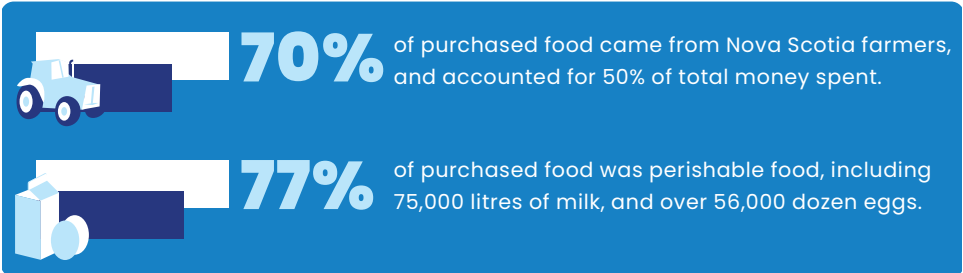 70%
of purchased food came from Nova Scotia farmers,
and accounted for 50% of total money spent.
77%
of purchased food was perishable food, including
75,000 litres of milk, and over 56,000 dozen eggs.